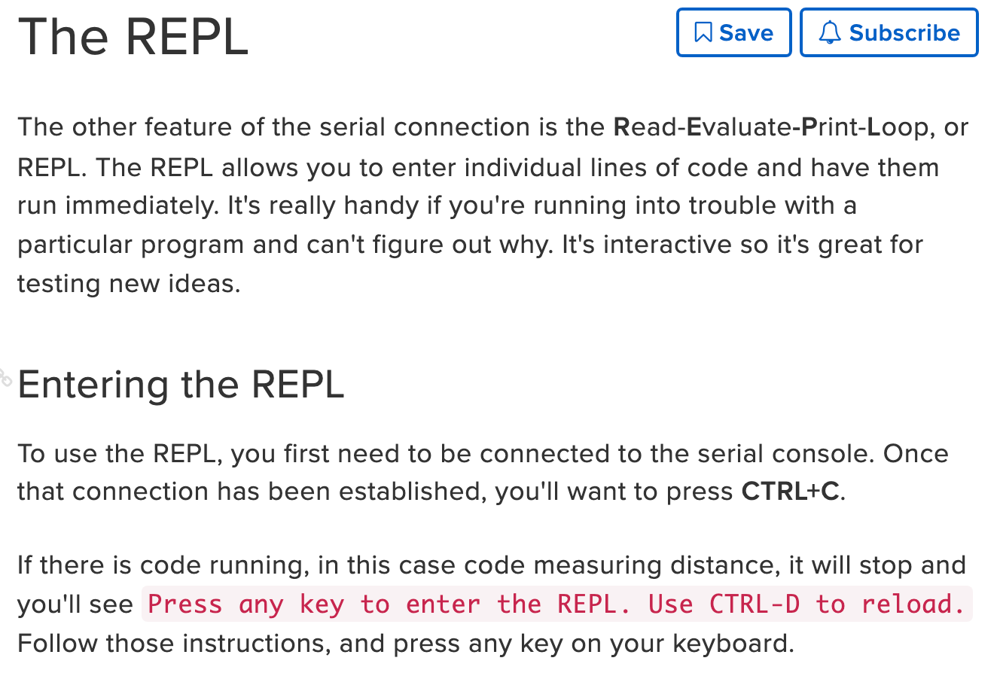 The REPL
Save
Subscribe
The other feature of the serial connection is the Read-Evaluate-Print-Loop, or
REPL. The REPL allows you to enter individual lines of code and have them
run immediately. It's really handy if you're running into trouble with a
particular program and can't figure out why. It's interactive so it's great for
testing new ideas.
Entering the REPL
To use the REPL, you first need to be connected to the serial console. Once
that connection has been established, you'll want to press CTRL+C.
If there is code running, in this case code measuring distance, it will stop and
you'll see Press any key to enter the REPL. Use CTRL-D to reload.
Follow those instructions, and press any key on your keyboard.